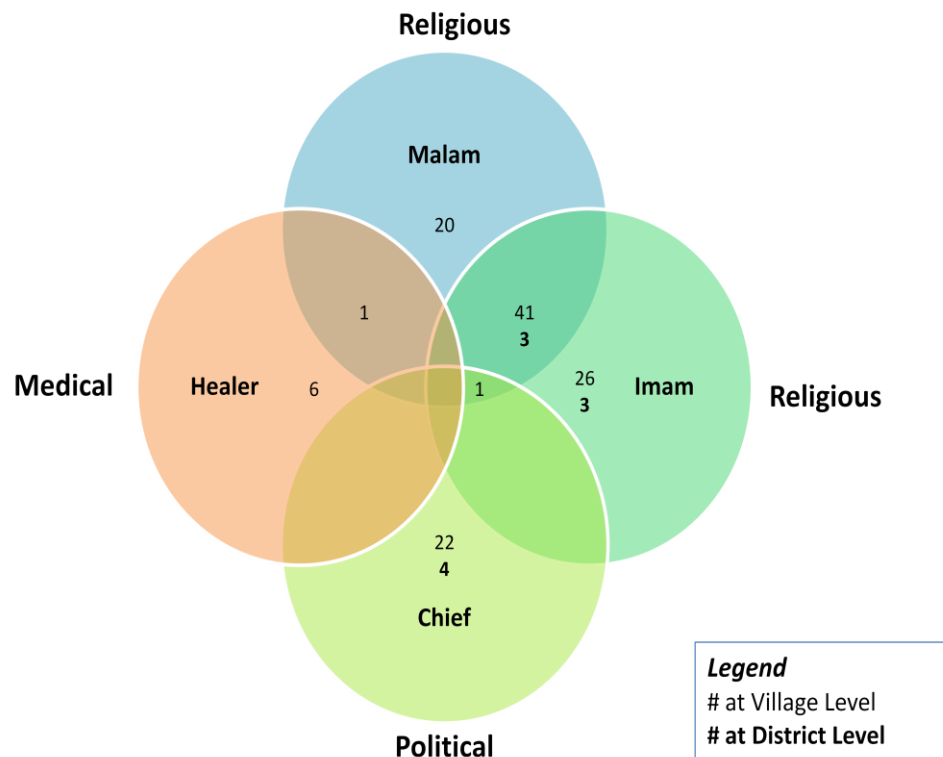 Religious
Malam
20
1
41
3
Medical
Healer
6
1
26
3
Imam
Religious
22
4
Chief
Political
Legend
# at Village Level
# at District Level